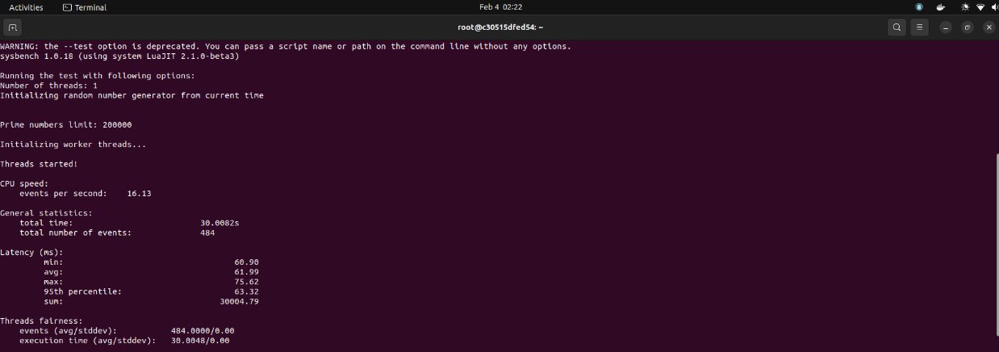 Activities Terminal Feb 4 02:22
root@c30515dfed54: ~
WARNING: the --test option is deprecated. You can pass a script name or path on the command line without any options.
sysbench 1.0.18 (using system LuaJIT 2.1.0-beta3)
Running the test with following options:
Number of threads: 1
Initializing random number generator from current time
Prime numbers limit: 200000
Initializing worker threads...
Threads started!
CPU speed:
events per second: 16.13
General statistics:
total time: 30.0082s
total number of events: 484
Latency (ms):
min: 60.90
avg: 61.99
max: 75.62
95th percentile: 63.32
sum: 30004.79
Threads fairness:
events (avg/stddev): 484.0000/0.00
execution time (avg/stddev): 30.0048/0.00